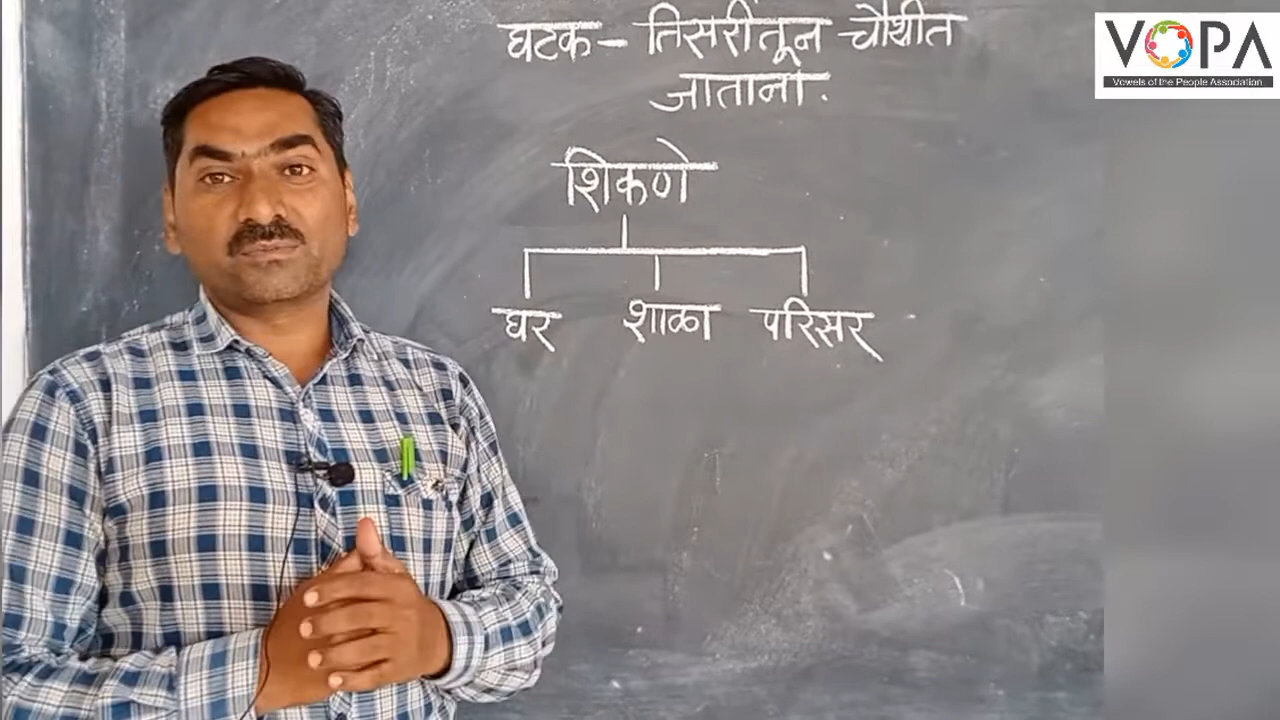 घटक - तिसरीतून चौथीत
जाताना.
शिकणे
घर शाळा परिसर
VOPA
Vowels of the People Association